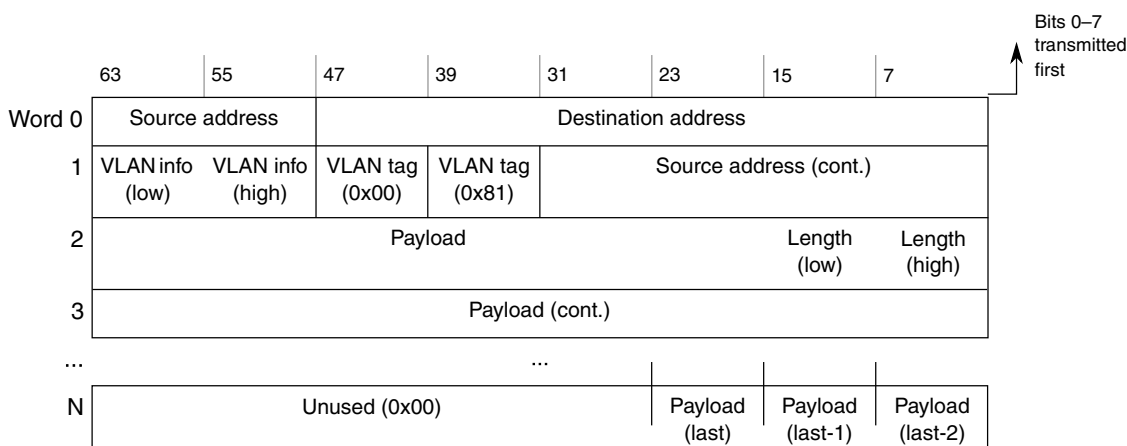 Bits 0–7
transmitted
first
63 55 47 39 31 23 15 7
Word 0 Source address Destination address
1 VLAN info VLAN info VLAN tag VLAN tag Source address (cont.)
(low) (high) (0x00) (0x81)
2 Payload Length Length
(low) (high)
3 Payload (cont.)
... ...
N Unused (0x00) Payload Payload Payload
(last) (last-1) (last-2)